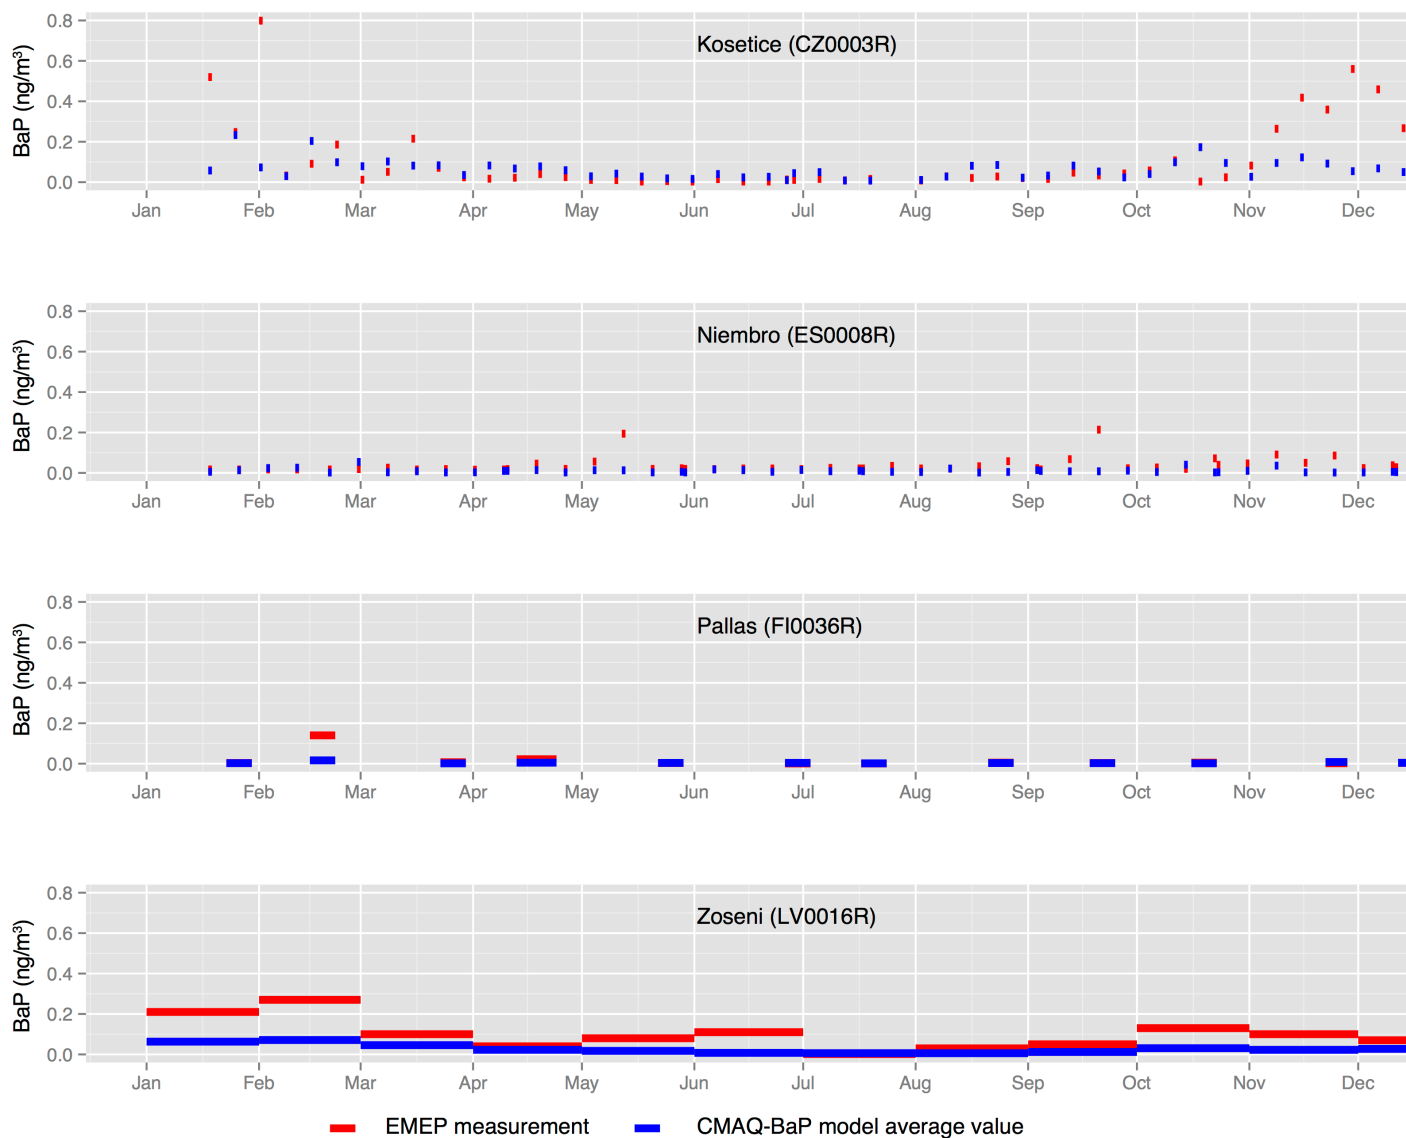 BaP (ng/m³)
0.8
0.6
0.4
0.2
0.0
Kosetice (CZ0003R)
Jan Feb Mar Apr May Jun Jul Aug Sep Oct Nov Dec
BaP (ng/m³)
0.8
0.6
0.4
0.2
0.0
Niembro (ES0008R)
Jan Feb Mar Apr May Jun Jul Aug Sep Oct Nov Dec
BaP (ng/m³)
0.8
0.6
0.4
0.2
0.0
Pallas (FI0036R)
Jan Feb Mar Apr May Jun Jul Aug Sep Oct Nov Dec
BaP (ng/m³)
0.8
0.6
0.4
0.2
0.0
Zoseni (LV0016R)
Jan Feb Mar Apr May Jun Jul Aug Sep Oct Nov Dec
EMEP measurement CMAQ-BaP model average value